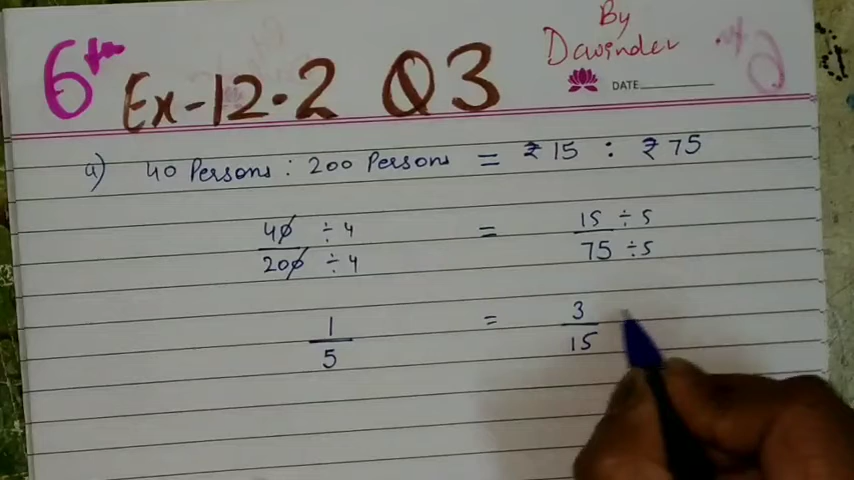 6th Ex-12.2 Q3 By Davinder
DATE
a) 40 Persons : 200 Persons = ₹15 : ₹75
40 ÷ 4 = 15 ÷ 5
200 ÷ 4 75 ÷ 5
1 = 3
5 15